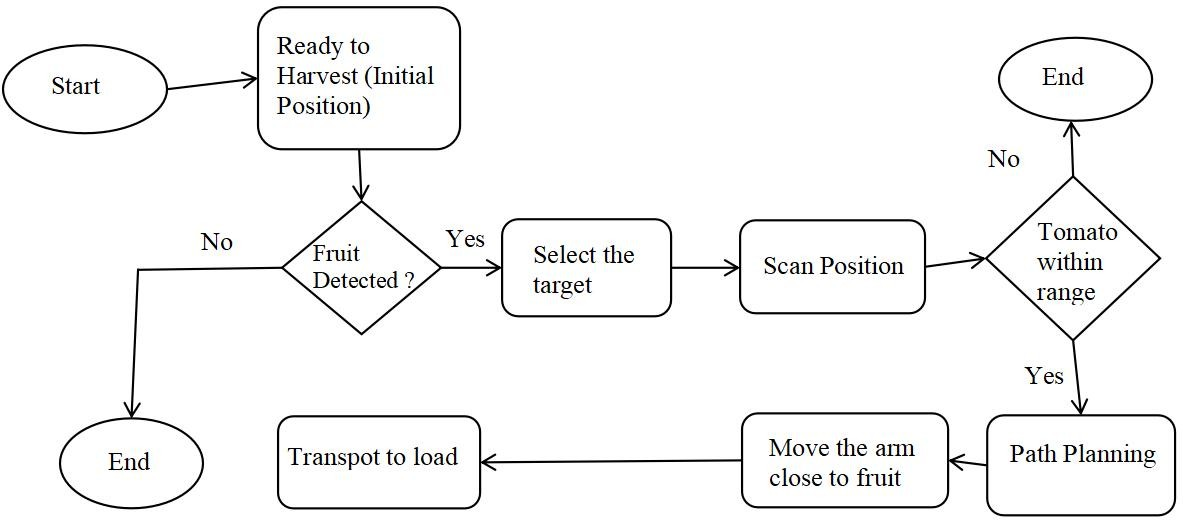 Start
Ready to
Harvest (Initial
Position)
Fruit
Detected ?
No
End
Yes
Select the
target
Scan Position
Tomato
within
range
No
End
Yes
Path Planning
Move the arm
close to fruit
Transpot to load